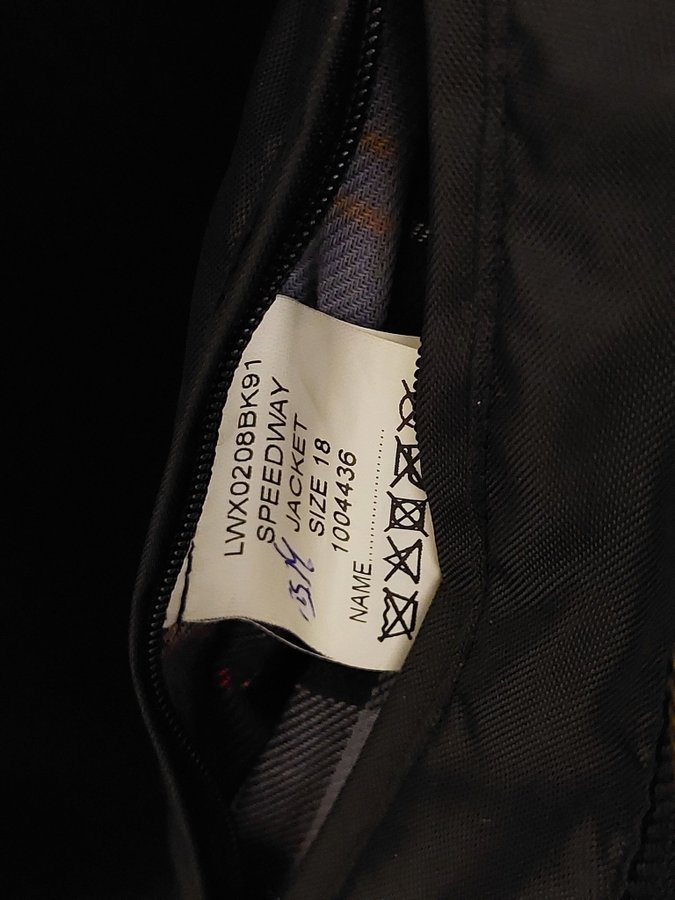 LWX0208BK91
SPEEDWAY
JACKET
SIZE 18
1004436
NAME....................